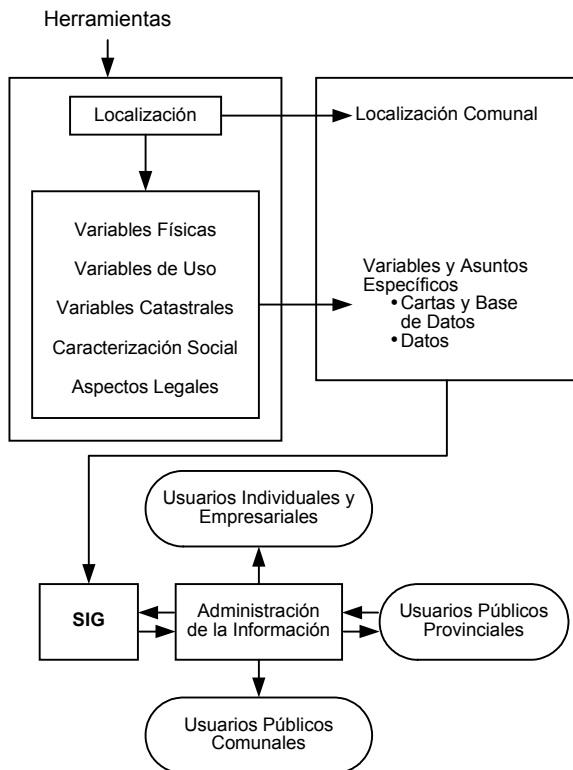 Herramientas
Localización
Localización Comunal
Variables Físicas
Variables de Uso
Variables Catastrales
Caracterización Social
Aspectos Legales
Variables y Asuntos
Específicos
• Cartas y Base
de Datos
• Datos
Usuarios Individuales y
Empresariales
SIG
Administración
de la Información
Usuarios Públicos
Provinciales
Usuarios Públicos
Comunales